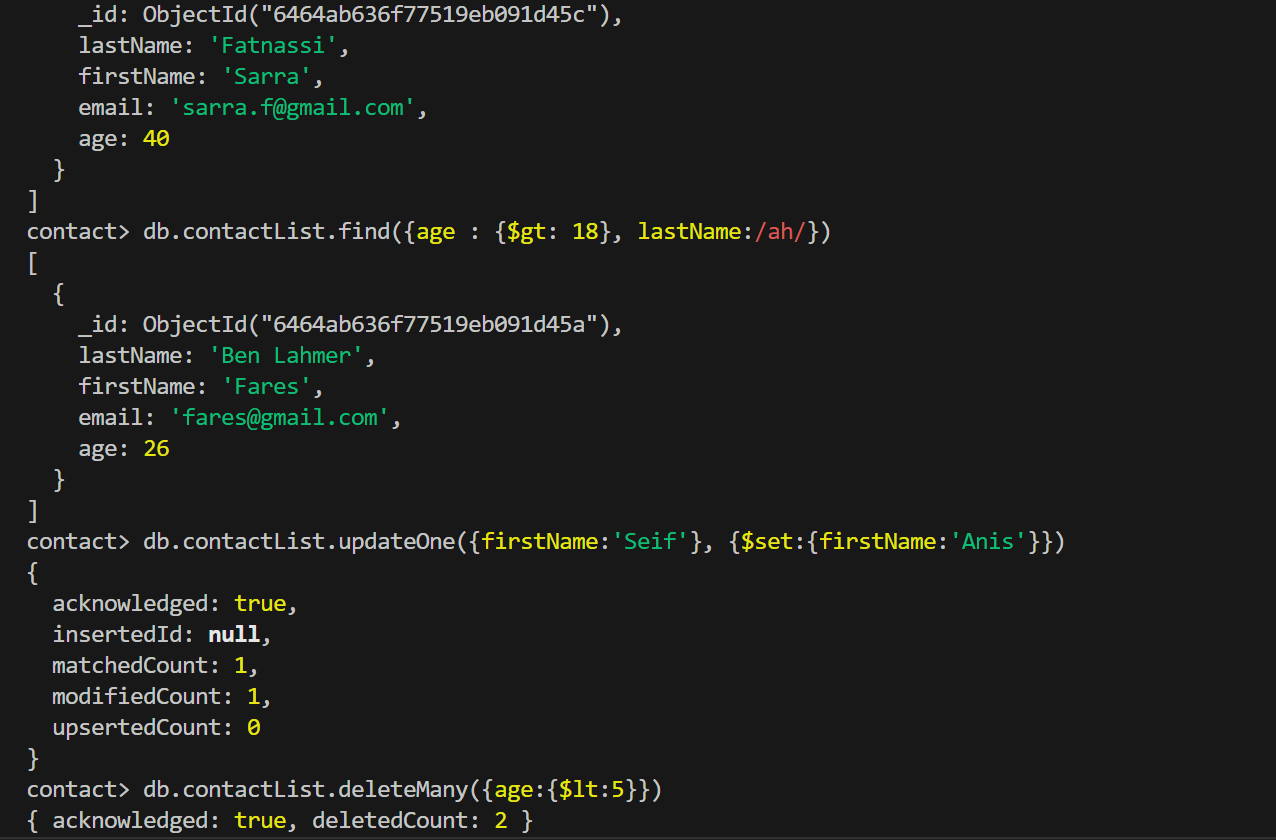 _id: ObjectId("6464ab636f77519eb091d45c"),
lastName: 'Fatnassi',
firstName: 'Sarra',
email: 'sarra.f@gmail.com',
age: 40
}
]
contact> db.contactList.find({age : {$gt: 18}, lastName:/ah/})
[
{
_id: ObjectId("6464ab636f77519eb091d45a"),
lastName: 'Ben Lahmer',
firstName: 'Fares',
email: 'fares@gmail.com',
age: 26
}
]
contact> db.contactList.updateOne({firstName:'Seif'}, {$set:{firstName:'Anis'}})
{
acknowledged: true,
insertedId: null,
matchedCount: 1,
modifiedCount: 1,
upsertedCount: 0
}
contact> db.contactList.deleteMany({age:{$lt:5}})
{ acknowledged: true, deletedCount: 2 }